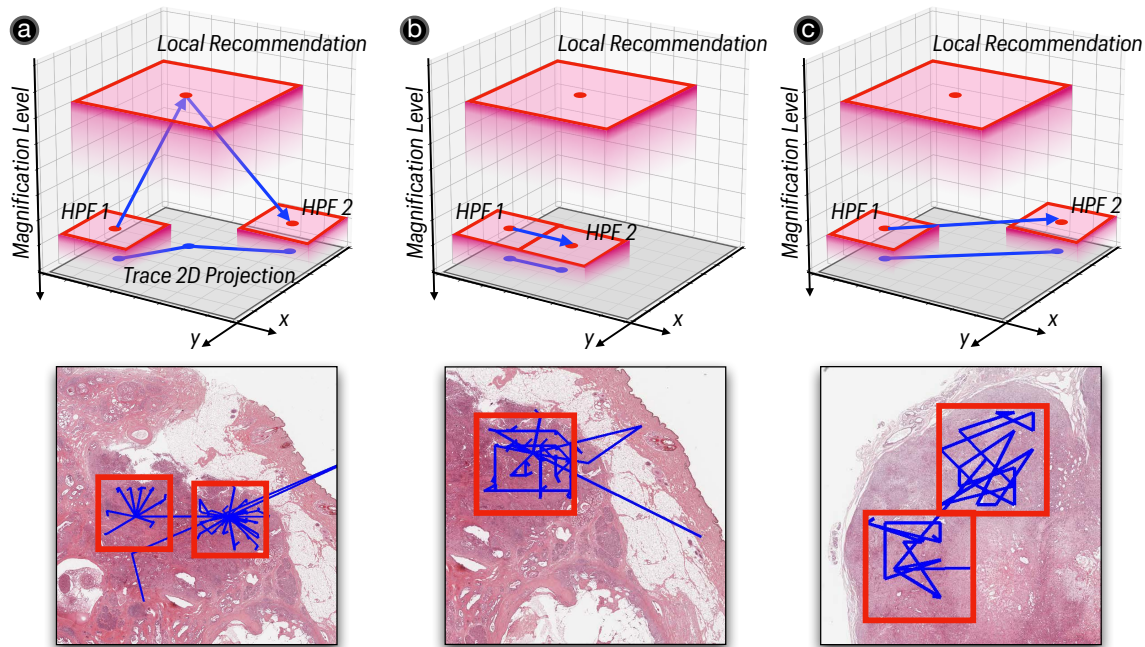 a
Local Recommendation
Magnification Level
HPF 1
HPF 2
Trace 2D Projection
x
y
b
Local Recommendation
Magnification Level
HPF 1
HPF 2
x
y
c
Local Recommendation
Magnification Level
HPF 1
HPF 2
x
y